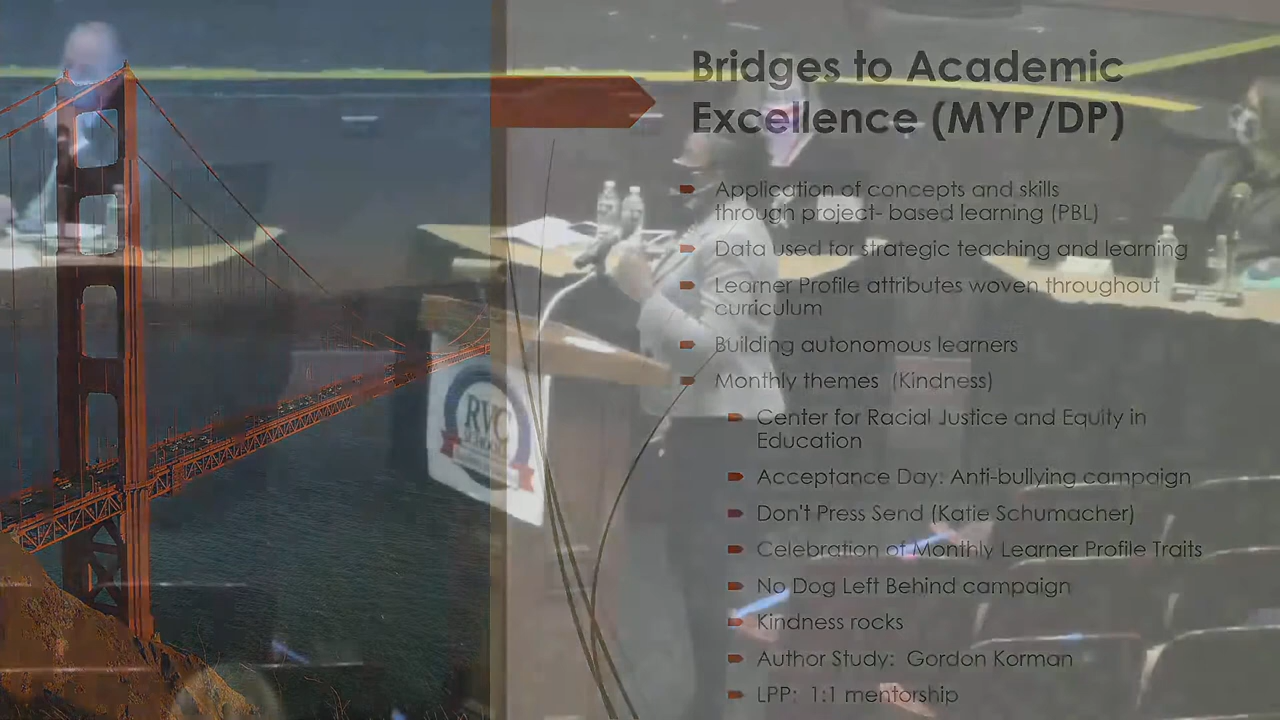 Bridges to Academic
Excellence (MYP/DP)
Application of concepts and skills
through project- based learning (PBL)
Data used for strategic teaching and learning
Learner Profile attributes woven throughout
curriculum
Building autonomous learners
Monthly themes (Kindness)
Center for Racial Justice and Equity in
Education
Acceptance Day: Anti-bullying campaign
Don't Press Send (Katie Schumacher)
Celebration of Monthly Learner Profile Traits
No Dog Left Behind campaign
Kindness rocks
Author Study: Gordon Korman
LPP: 1:1 mentorship
RVC